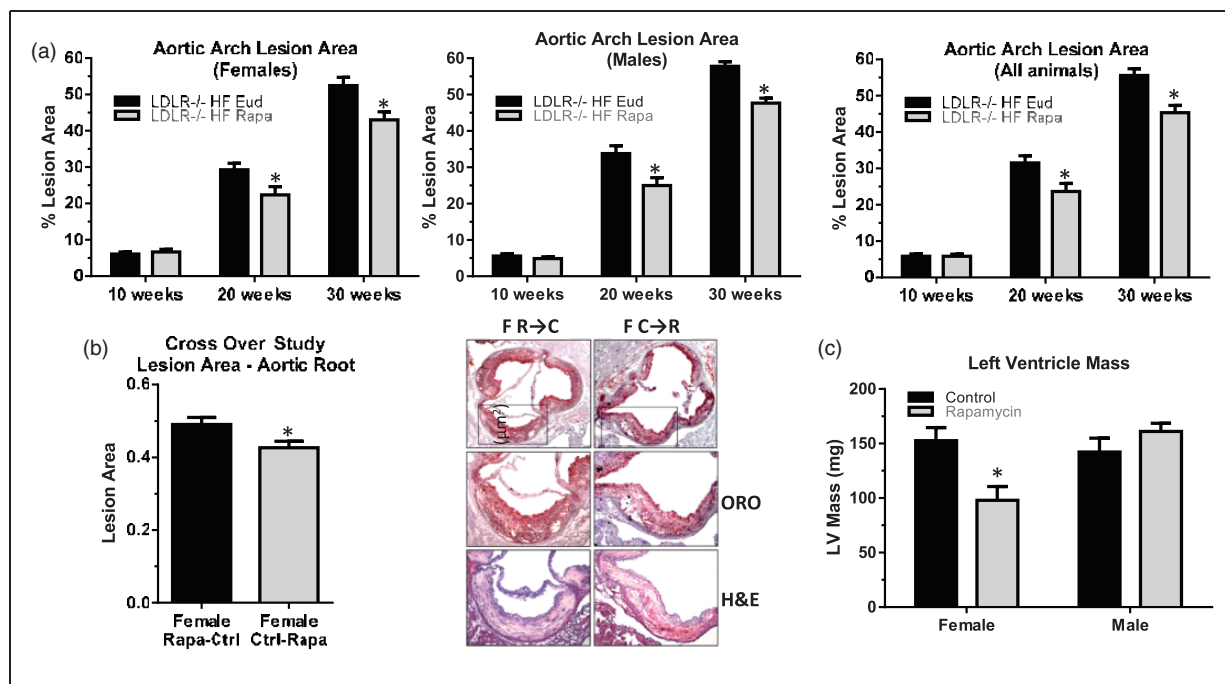 (a)
Aortic Arch Lesion Area
(Females)
LDLR-/- HF Eud
LDLR-/- HF Rapa
% Lesion Area
60
50
40
30
20
10
0
*
*
10 weeks
20 weeks
30 weeks
Aortic Arch Lesion Area
(Males)
LDLR-/- HF Eud
LDLR-/- HF Rapa
% Lesion Area
60
50
40
30
20
10
0
*
*
10 weeks
20 weeks
30 weeks
Aortic Arch Lesion Area
(All animals)
LDLR-/- HF Eud
LDLR-/- HF Rapa
% Lesion Area
60
50
40
30
20
10
0
*
*
10 weeks
20 weeks
30 weeks
(b)
Cross Over Study
Lesion Area - Aortic Root
Lesion Area
0.6
0.4
0.2
0.0
*
Female
Rapa-Ctrl
Female
Ctrl-Rapa
F R→C
F C→R
(µm²)
ORO
H&E
(c)
Left Ventricle Mass
Control
Rapamycin
LV Mass (mg)
200
150
100
50
0
*
Female
Male